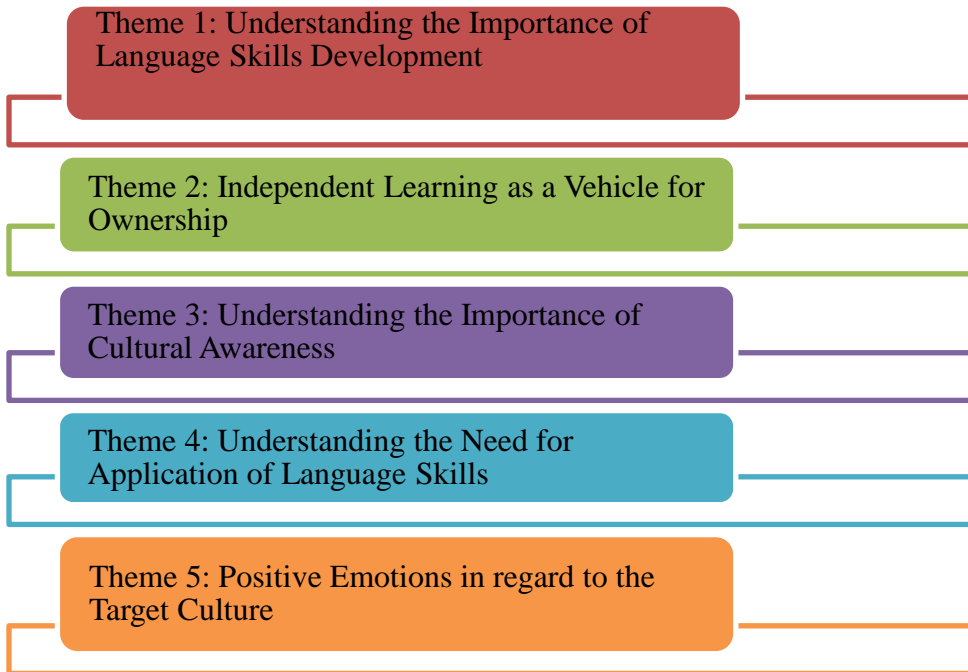 Theme 1: Understanding the Importance of
Language Skills Development
Theme 2: Independent Learning as a Vehicle for
Ownership
Theme 3: Understanding the Importance of
Cultural Awareness
Theme 4: Understanding the Need for
Application of Language Skills
Theme 5: Positive Emotions in regard to the
Target Culture